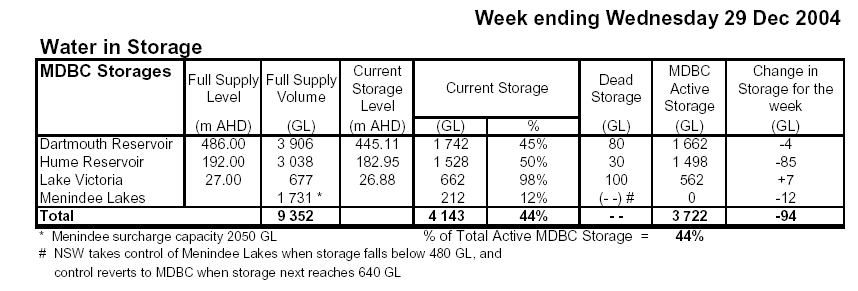 Week ending Wednesday 29 Dec 2004
Water in Storage
MDBC Storages Full Supply Level (m AHD) Full Supply Volume (GL) Current Storage Level (m AHD) Current Storage (GL) % Dead Storage (GL) MDBC Active Storage (GL) Change in Storage for the week (GL)
Dartmouth Reservoir 486.00 3 906 445.11 1 742 45% 80 1 662 -4
Hume Reservoir 192.00 3 038 182.95 1 528 50% 30 1 498 -85
Lake Victoria 27.00 677 26.88 662 98% 100 562 +7
Menindee Lakes 1 731 * 212 12% (- -) # 0 -12
Total 9 352 4 143 44% - - 3 722 -94
* Menindee surcharge capacity 2050 GL % of Total Active MDBC Storage = 44%
# NSW takes control of Menindee Lakes when storage falls below 480 GL, and
control reverts to MDBC when storage next reaches 640 GL